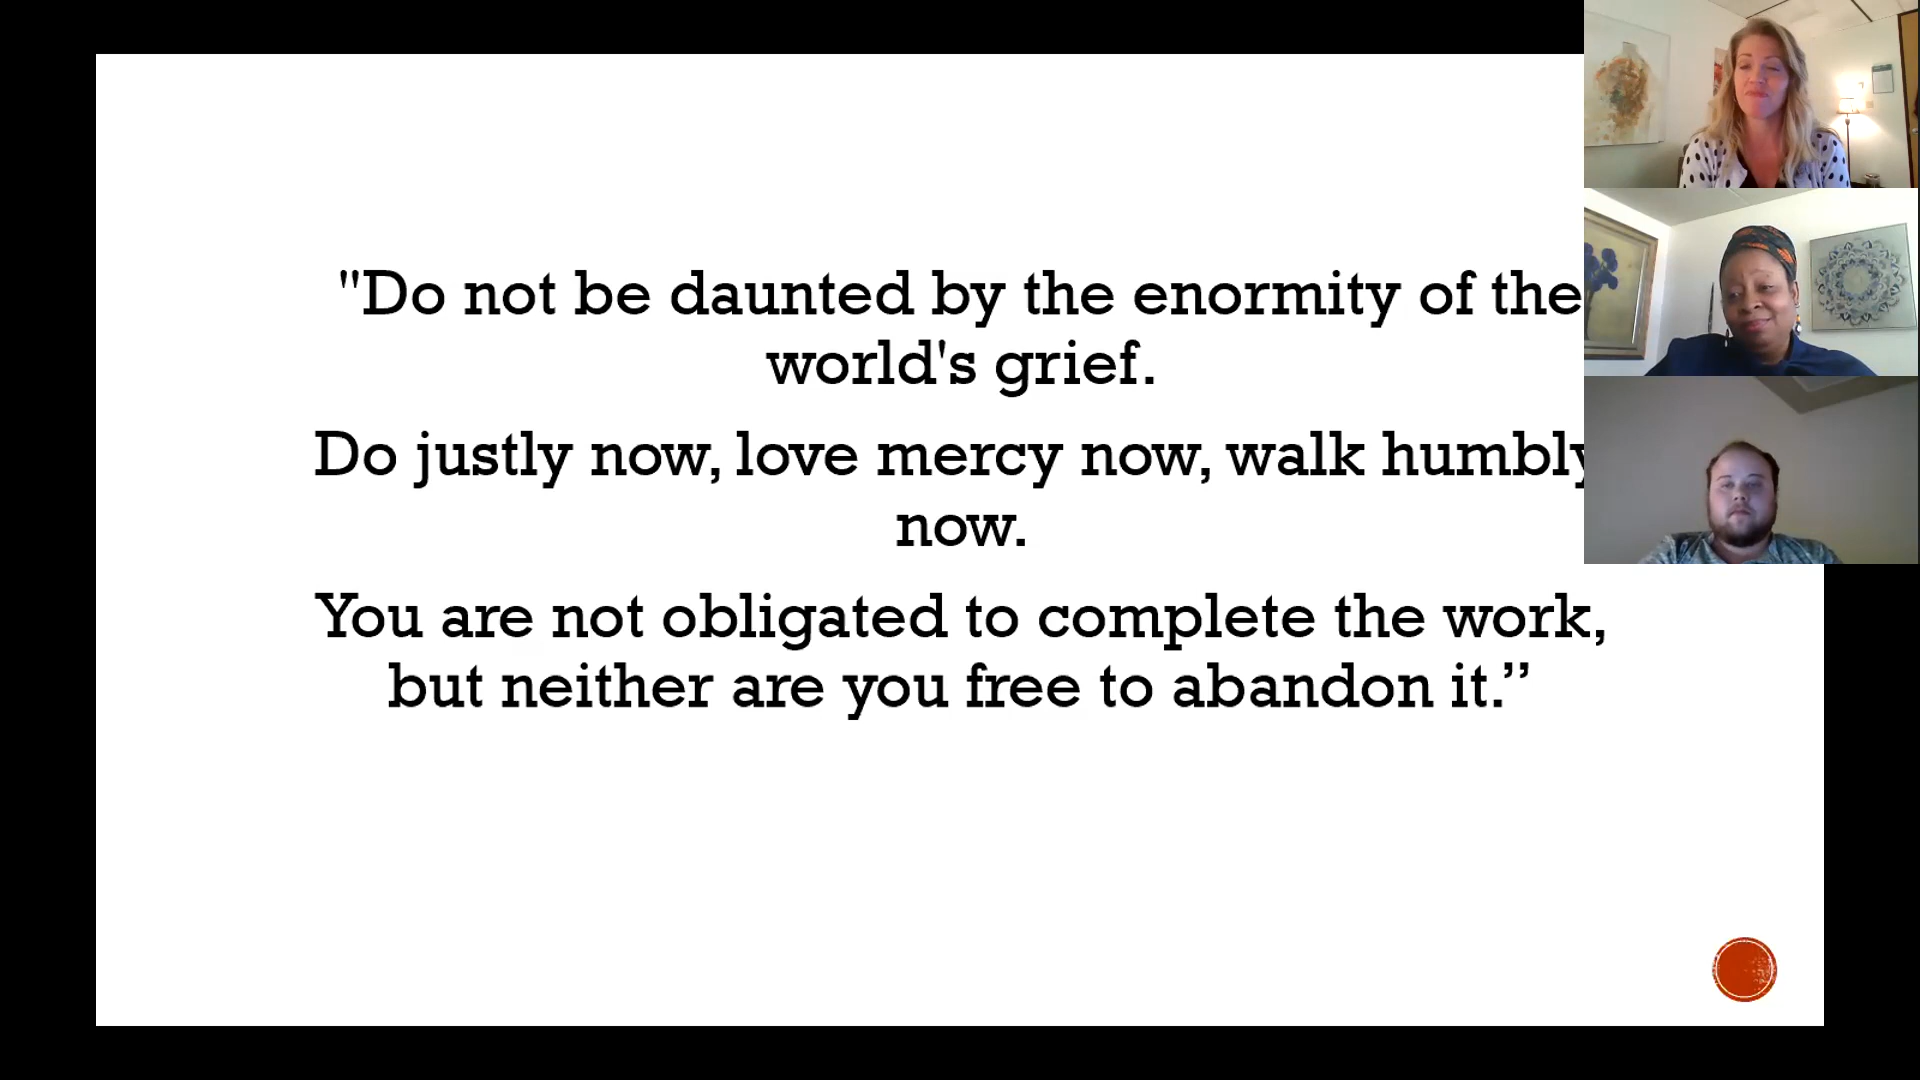 "Do not be daunted by the enormity of the
world's grief.
Do justly now, love mercy now, walk humbly
now.
You are not obligated to complete the work,
but neither are you free to abandon it.”